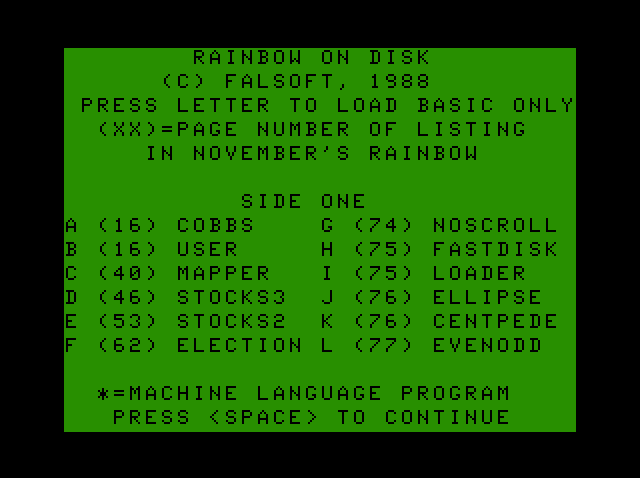 RAINBOW ON DISK
(C) FALSOFT, 1988
PRESS LETTER TO LOAD BASIC ONLY
(XX)=PAGE NUMBER OF LISTING
IN NOVEMBER'S RAINBOW
SIDE ONE
A (16) COBBS G (74) NOSCROLL
B (16) USER H (75) FASTDISK
C (40) MAPPER I (75) LOADER
D (46) STOCKS3 J (76) ELLIPSE
E (53) STOCKS2 K (76) CENTPEDE
F (62) ELECTION L (77) EVENODD
*=MACHINE LANGUAGE PROGRAM
PRESS <SPACE> TO CONTINUE